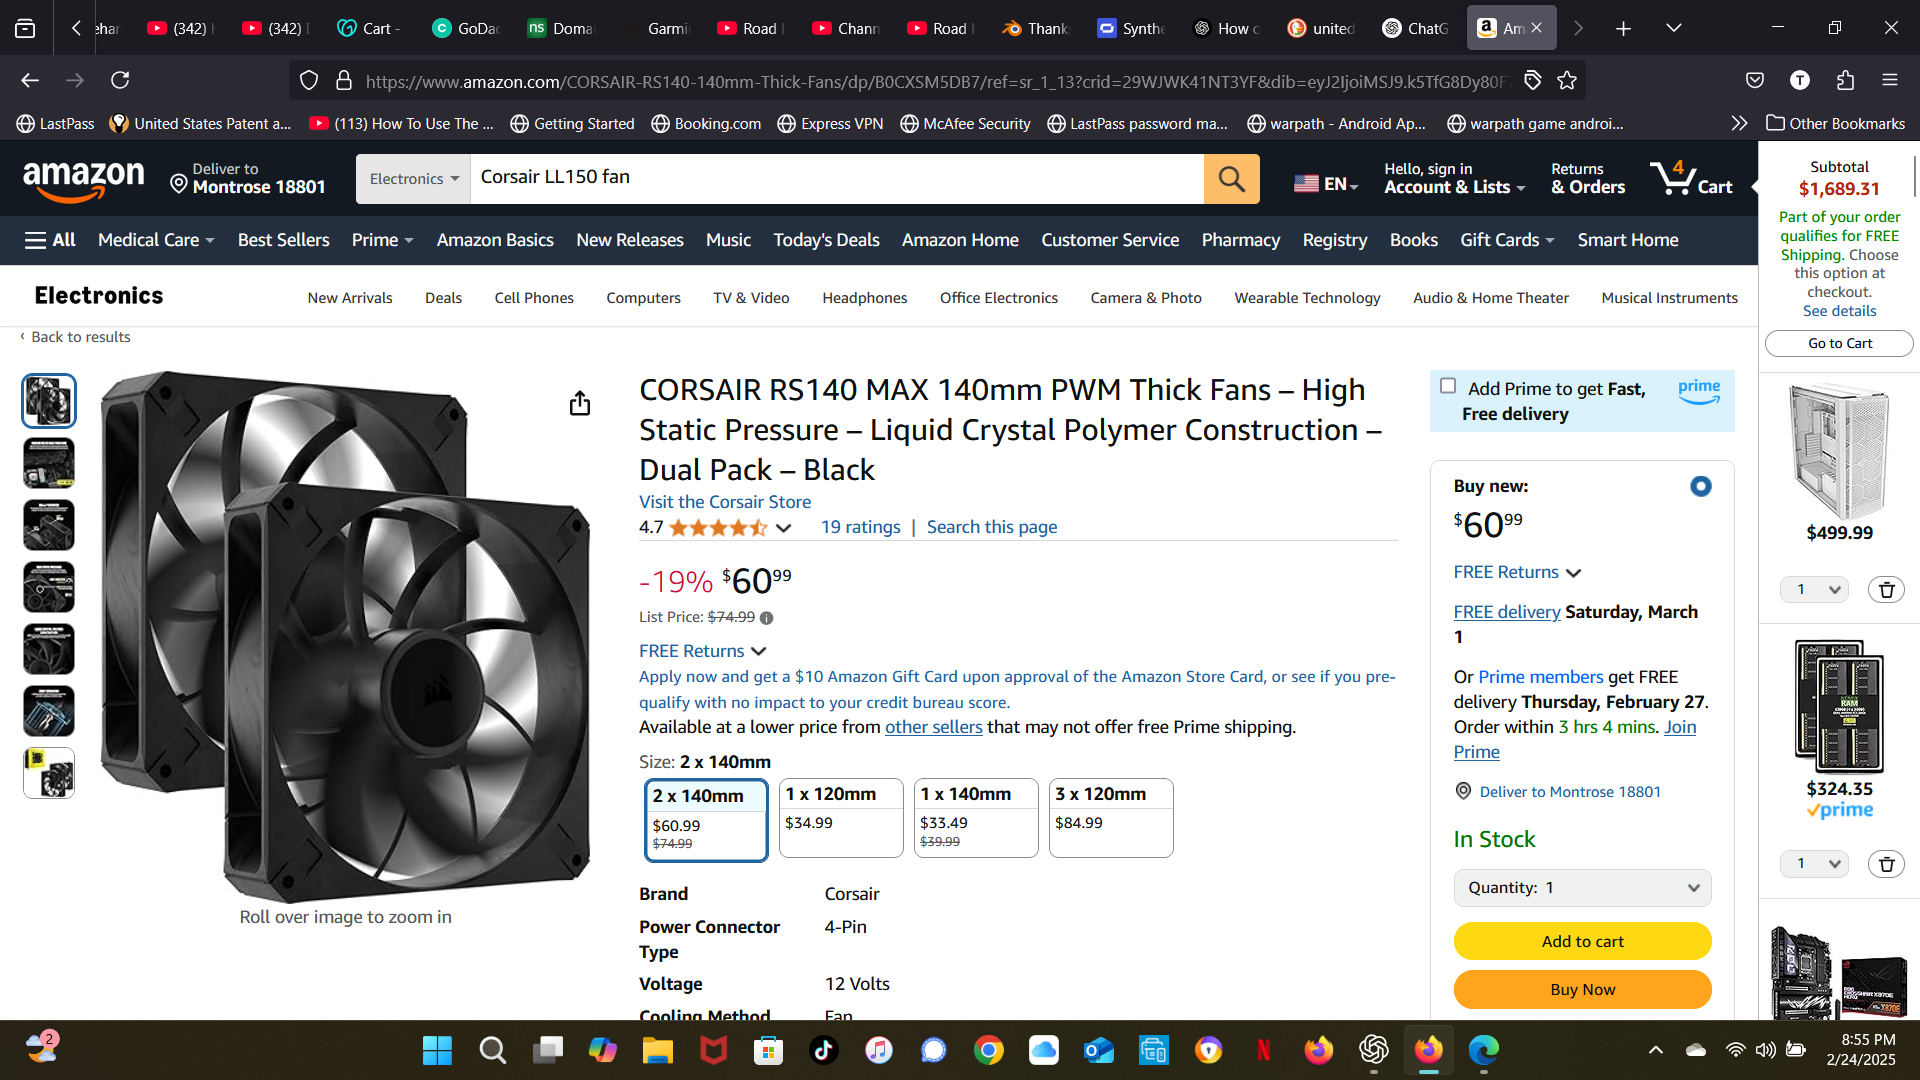 (342)
(342)
Cart -
GoDa
Domai
Garmi
Road
Chann
Road
Thank
Synthe
How c
united
ChatG
Am
https://www.amazon.com/CORSAIR-RS140-140mm-Thick-Fans/dp/B0CXSM5DB7/ref=sr_1_13?crid=29WJWK41NT3YF&dib=eyJ2IjoiMSJ9.k5TfG8Dy80F
T
LastPass
United States Patent a...
(113) How To Use The ...
Getting Started
Booking.com
Express VPN
McAfee Security
LastPass password ma...
warpath - Android Ap...
warpath game androi...
Other Bookmarks
amazon
Deliver to
Montrose 18801
Electronics
Corsair LL150 fan
EN
Hello, sign in
Account & Lists
Returns
& Orders
4
Cart
All
Medical Care
Best Sellers
Prime
Amazon Basics
New Releases
Music
Today's Deals
Amazon Home
Customer Service
Pharmacy
Registry
Books
Gift Cards
Smart Home
Electronics
New Arrivals
Deals
Cell Phones
Computers
TV & Video
Headphones
Office Electronics
Camera & Photo
Wearable Technology
Audio & Home Theater
Musical Instruments
‹ Back to results
Roll over image to zoom in
CORSAIR RS140 MAX 140mm PWM Thick Fans – High
Static Pressure – Liquid Crystal Polymer Construction –
Dual Pack – Black
Visit the Corsair Store
4.7
19 ratings | Search this page
-19% $60 99
List Price: $74.99
FREE Returns
Apply now and get a $10 Amazon Gift Card upon approval of the Amazon Store Card, or see if you pre-
qualify with no impact to your credit bureau score.
Available at a lower price from other sellers that may not offer free Prime shipping.
Size: 2 x 140mm
2 x 140mm
$60.99
$74.99
1 x 120mm
$34.99
1 x 140mm
$33.49
$39.99
3 x 120mm
$84.99
Brand Corsair
Power Connector 4-Pin
Type
Voltage 12 Volts
Cooling Method Fan
Add Prime to get Fast,
Free delivery
prime
Buy new:
$60 99
FREE Returns
FREE delivery Saturday, March
1
Or Prime members get FREE
delivery Thursday, February 27.
Order within 3 hrs 4 mins. Join
Prime
Deliver to Montrose 18801
In Stock
Quantity: 1
Add to cart
Buy Now
Subtotal
$1,689.31
Part of your order
qualifies for FREE
Shipping. Choose
this option at
checkout.
See details
Go to Cart
$499.99
1
RAM
$324.35
prime
1
X870E
2
8:55 PM
2/24/2025